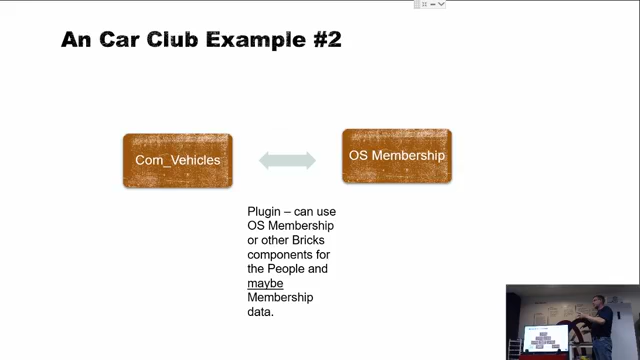 An Car Club Example #2
Com_Vehicles
OS Membership
Plugin – can use
OS Membership
or other Bricks
components for
the People and
maybe
Membership
data.